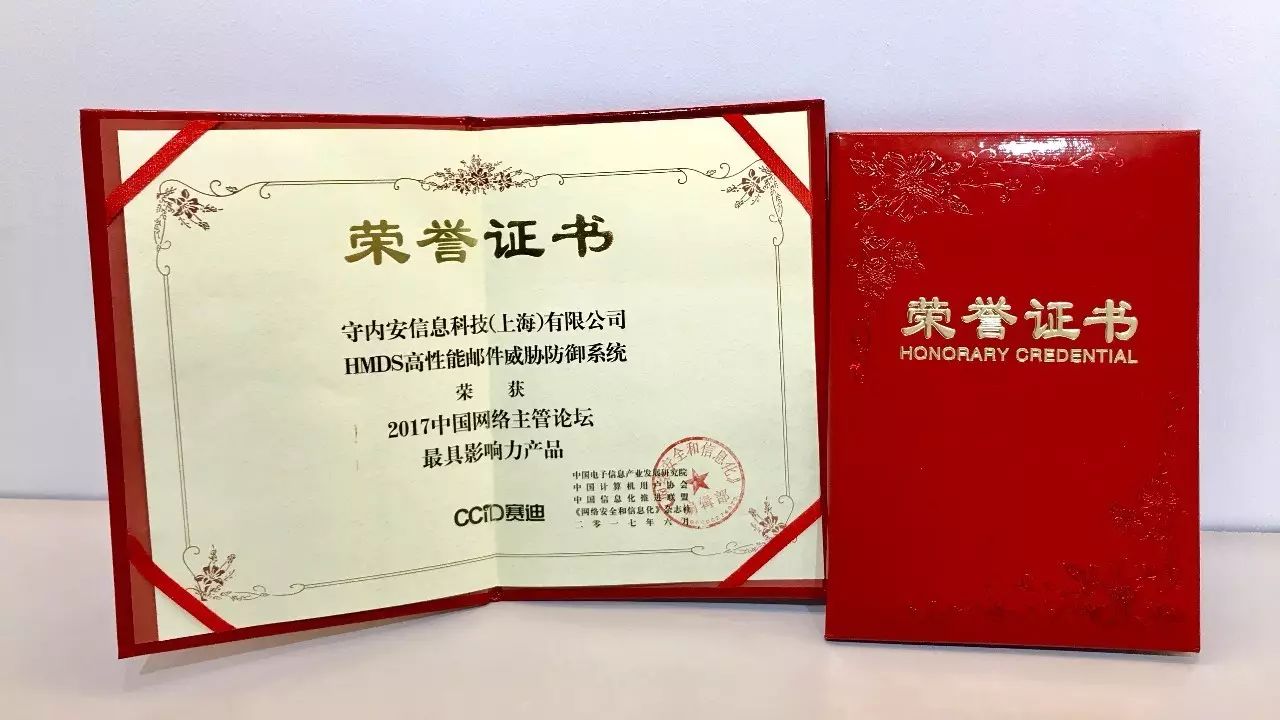 荣誉证书
守内安信息科技(上海)有限公司
HMDS高性能邮件威胁防御系统
荣 获
2017中国网络主管论坛
最具影响力产品
CCID赛迪
中国电子信息产业发展研究院
中国计算机用户协会
中国信息化推进联盟
《网络安全和信息化》杂志社
二零一七年六月
安全和信息化》
编辑部
荣誉证书
HONORARY CREDENTIAL